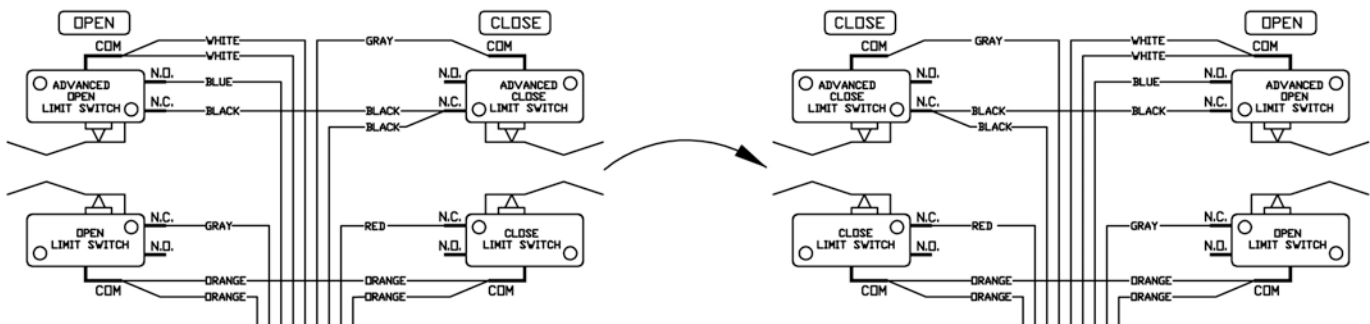 OPEN
CLOSE
COM
WHITE
GRAY
COM
WHITE
N.O.
BLUE
N.O.
ADVANCED
OPEN
LIMIT SWITCH
ADVANCED
CLOSE
LIMIT SWITCH
N.C.
BLACK
BLACK
N.C.
BLACK
N.C.
GRAY
RED
N.C.
OPEN
LIMIT SWITCH
CLOSE
LIMIT SWITCH
N.O.
N.O.
ORANGE
ORANGE
COM
ORANGE
ORANGE
COM
CLOSE
OPEN
COM
GRAY
WHITE
COM
WHITE
N.O.
BLUE
N.O.
ADVANCED
CLOSE
LIMIT SWITCH
ADVANCED
OPEN
LIMIT SWITCH
N.C.
BLACK
BLACK
N.C.
BLACK
N.C.
RED
GRAY
N.C.
CLOSE
LIMIT SWITCH
OPEN
LIMIT SWITCH
N.O.
N.O.
ORANGE
ORANGE
COM
ORANGE
ORANGE
COM